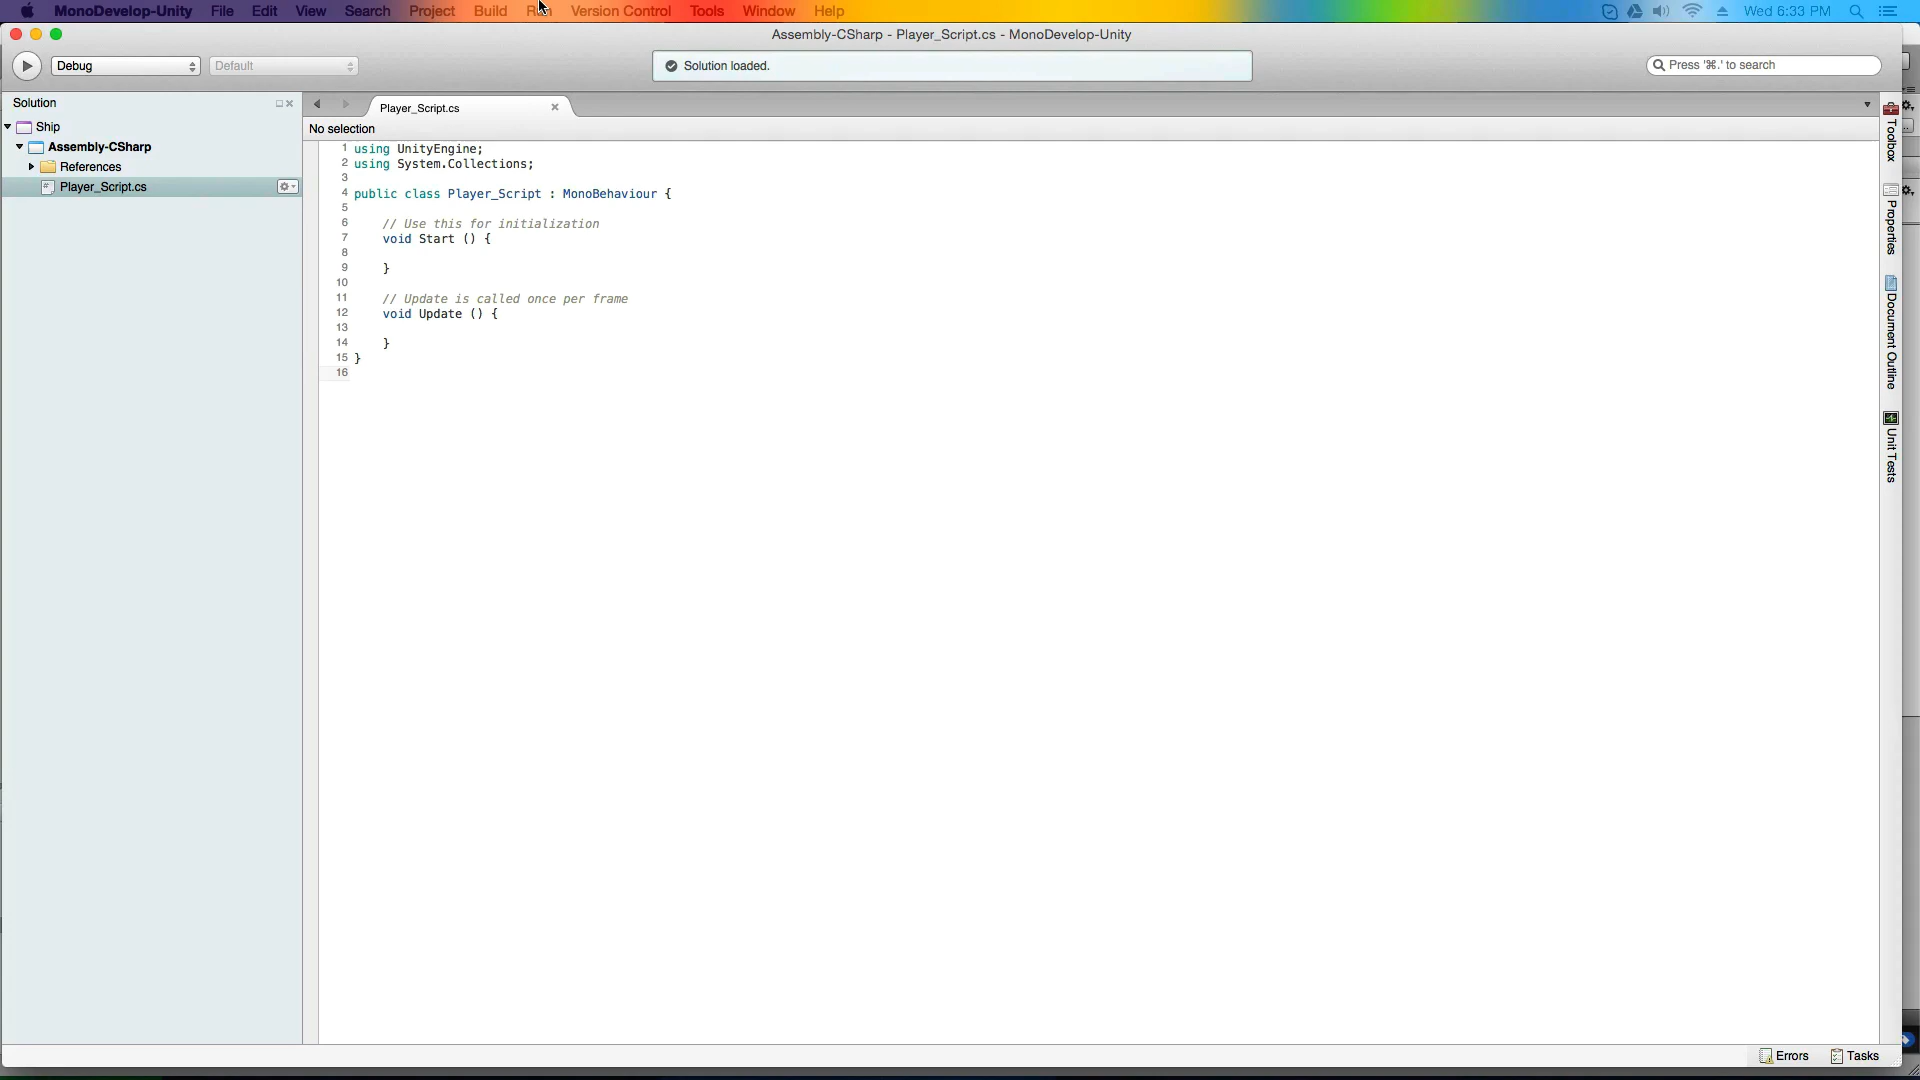 MonoDevelop-Unity File Edit View Search Project Build Version Control Tools Window Help Wed 6:33 PM
Assembly-CSharp - Player_Script.cs - MonoDevelop-Unity
Debug Default Solution loaded. Press '⌘.' to search
Solution
Player_Script.cs
Ship
No selection
Assembly-CSharp
References
Player_Script.cs
1 using UnityEngine;
2 using System.Collections;
3
4 public class Player_Script : MonoBehaviour {
5
6 // Use this for initialization
7 void Start () {
8
9 }
10
11 // Update is called once per frame
12 void Update () {
13
14 }
15 }
16
Toolbox
Properties
Document Outline
Unit Tests
Errors Tasks